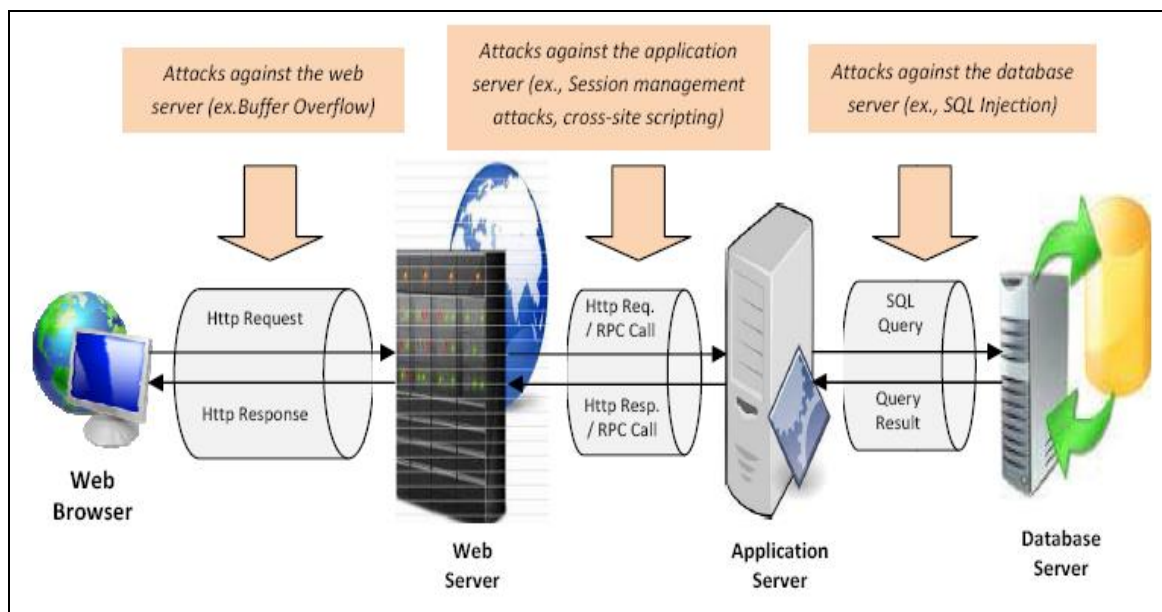 Attacks against the web
server (ex.Buffer Overflow)
Attacks against the application
server (ex., Session management
attacks, cross-site scripting)
Attacks against the database
server (ex., SQL Injection)
Http Request
Http Response
Http Req.
/ RPC Call
Http Resp.
/ RPC Call
SQL
Query
Query
Result
Web
Browser
Web
Server
Application
Server
Database
Server